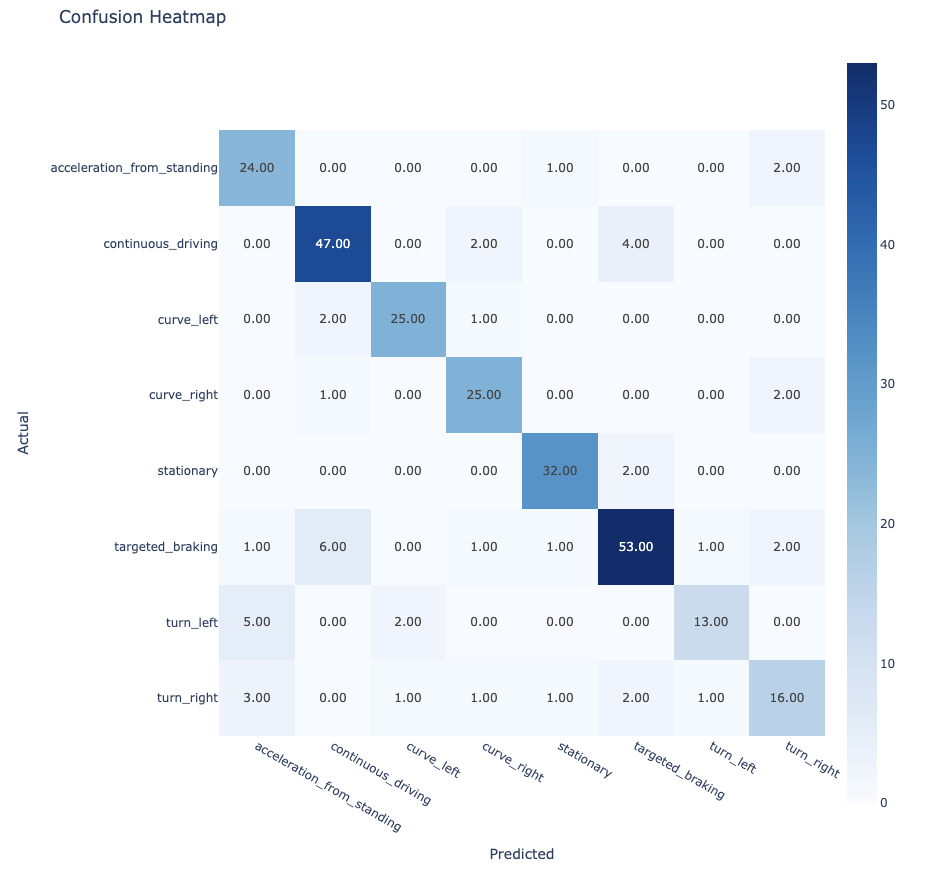 Confusion Heatmap
acceleration_from_standing 24.00 0.00 0.00 0.00 1.00 0.00 0.00 2.00
continuous_driving 0.00 47.00 0.00 2.00 0.00 4.00 0.00 0.00
curve_left 0.00 2.00 25.00 1.00 0.00 0.00 0.00 0.00
curve_right 0.00 1.00 0.00 25.00 0.00 0.00 0.00 2.00
stationary 0.00 0.00 0.00 0.00 32.00 2.00 0.00 0.00
targeted_braking 1.00 6.00 0.00 1.00 1.00 53.00 1.00 2.00
turn_left 5.00 0.00 2.00 0.00 0.00 0.00 13.00 0.00
turn_right 3.00 0.00 1.00 1.00 1.00 2.00 1.00 16.00
acceleration_from_standing
continuous_driving
curve_left
curve_right
stationary
targeted_braking
turn_left
turn_right
Predicted
Actual
50
40
30
20
10
0